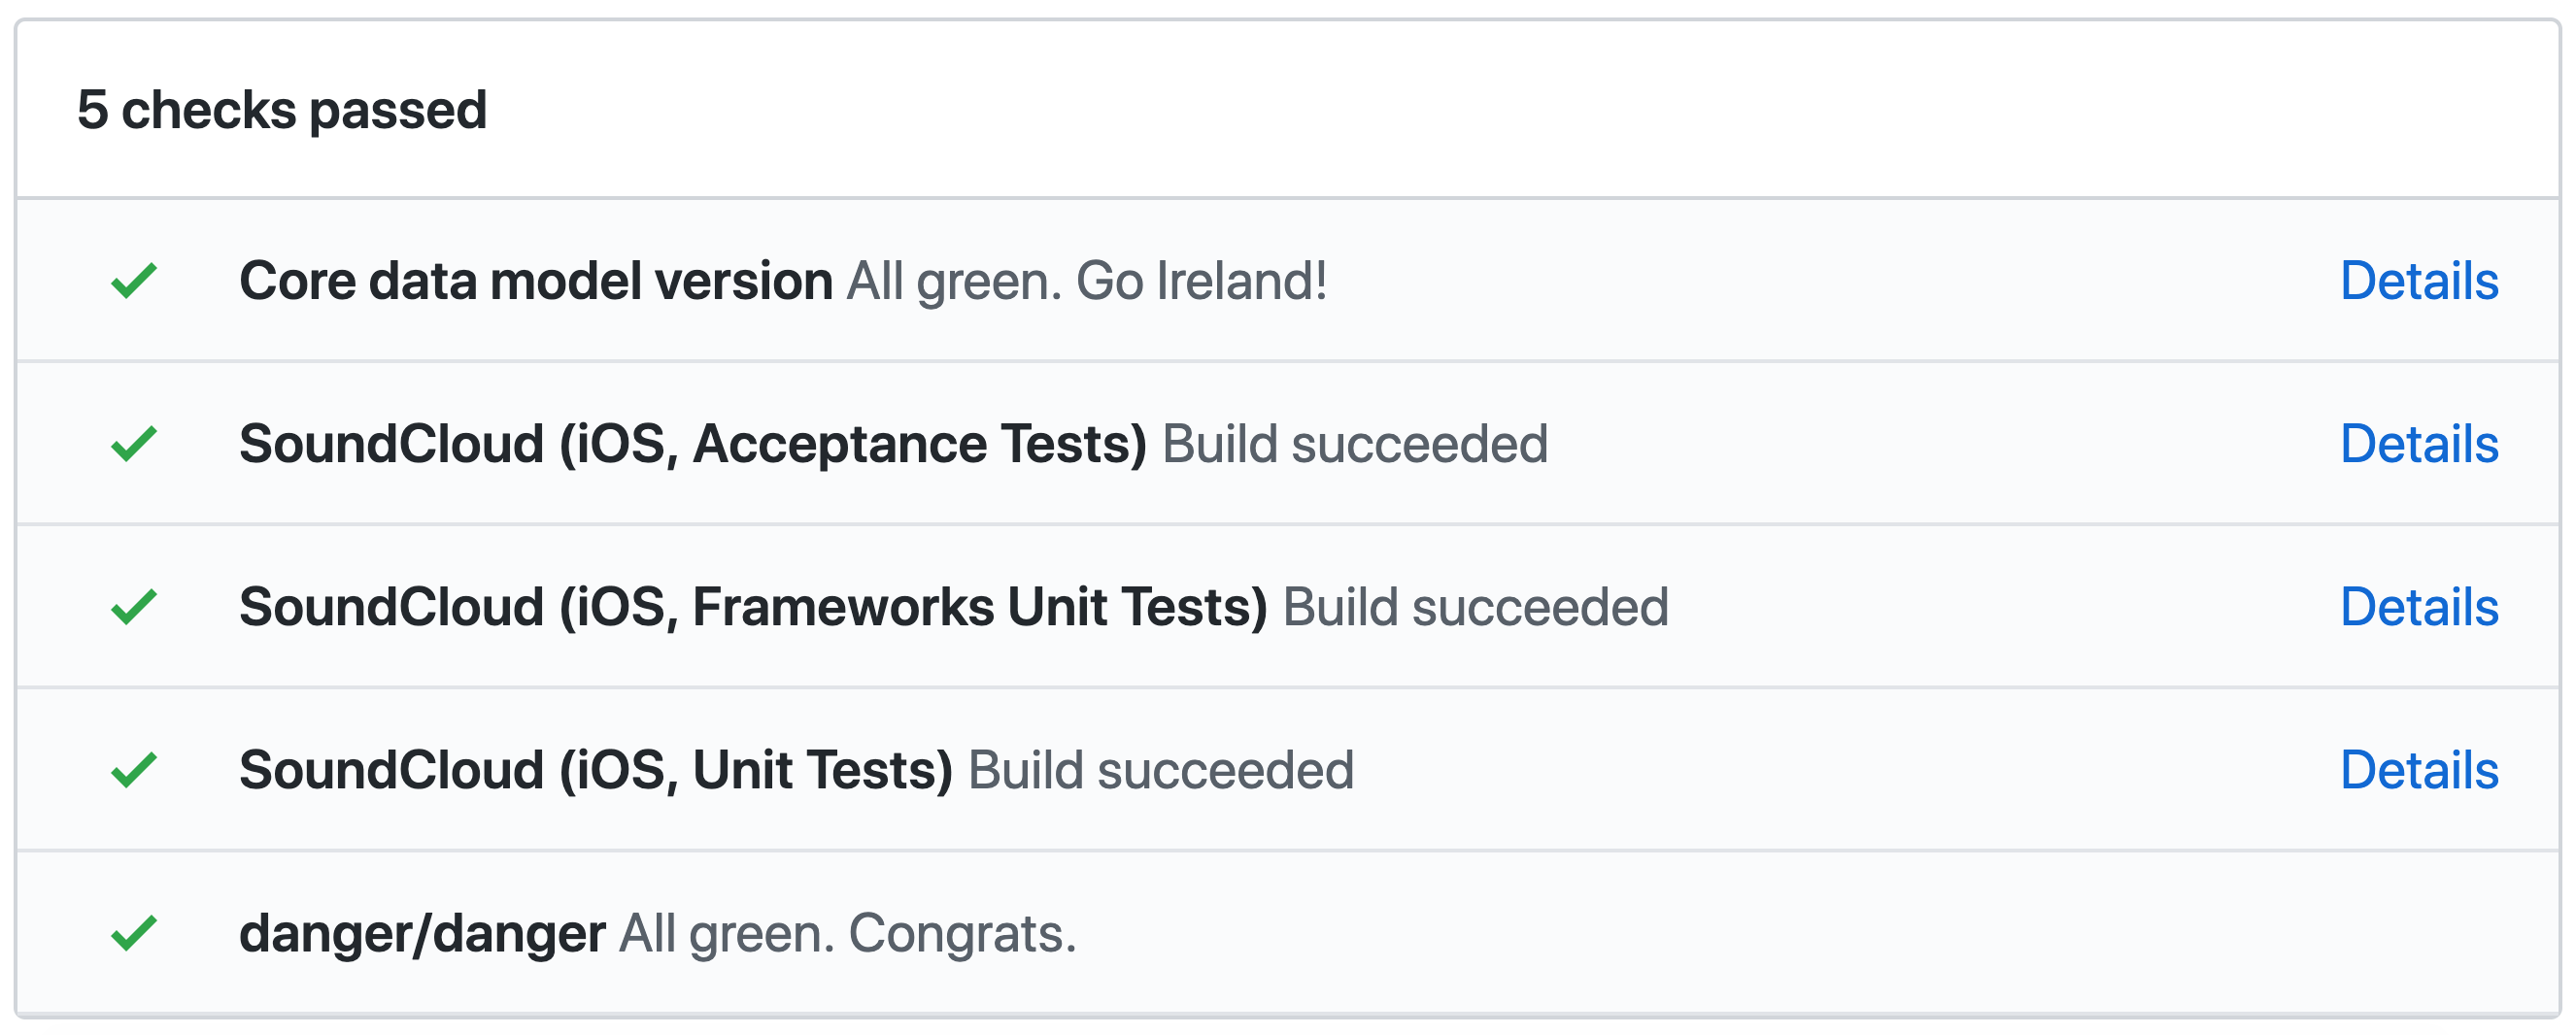 5 checks passed
Core data model version All green. Go Ireland! Details
SoundCloud (iOS, Acceptance Tests) Build succeeded Details
SoundCloud (iOS, Frameworks Unit Tests) Build succeeded Details
SoundCloud (iOS, Unit Tests) Build succeeded Details
danger/danger All green. Congrats.